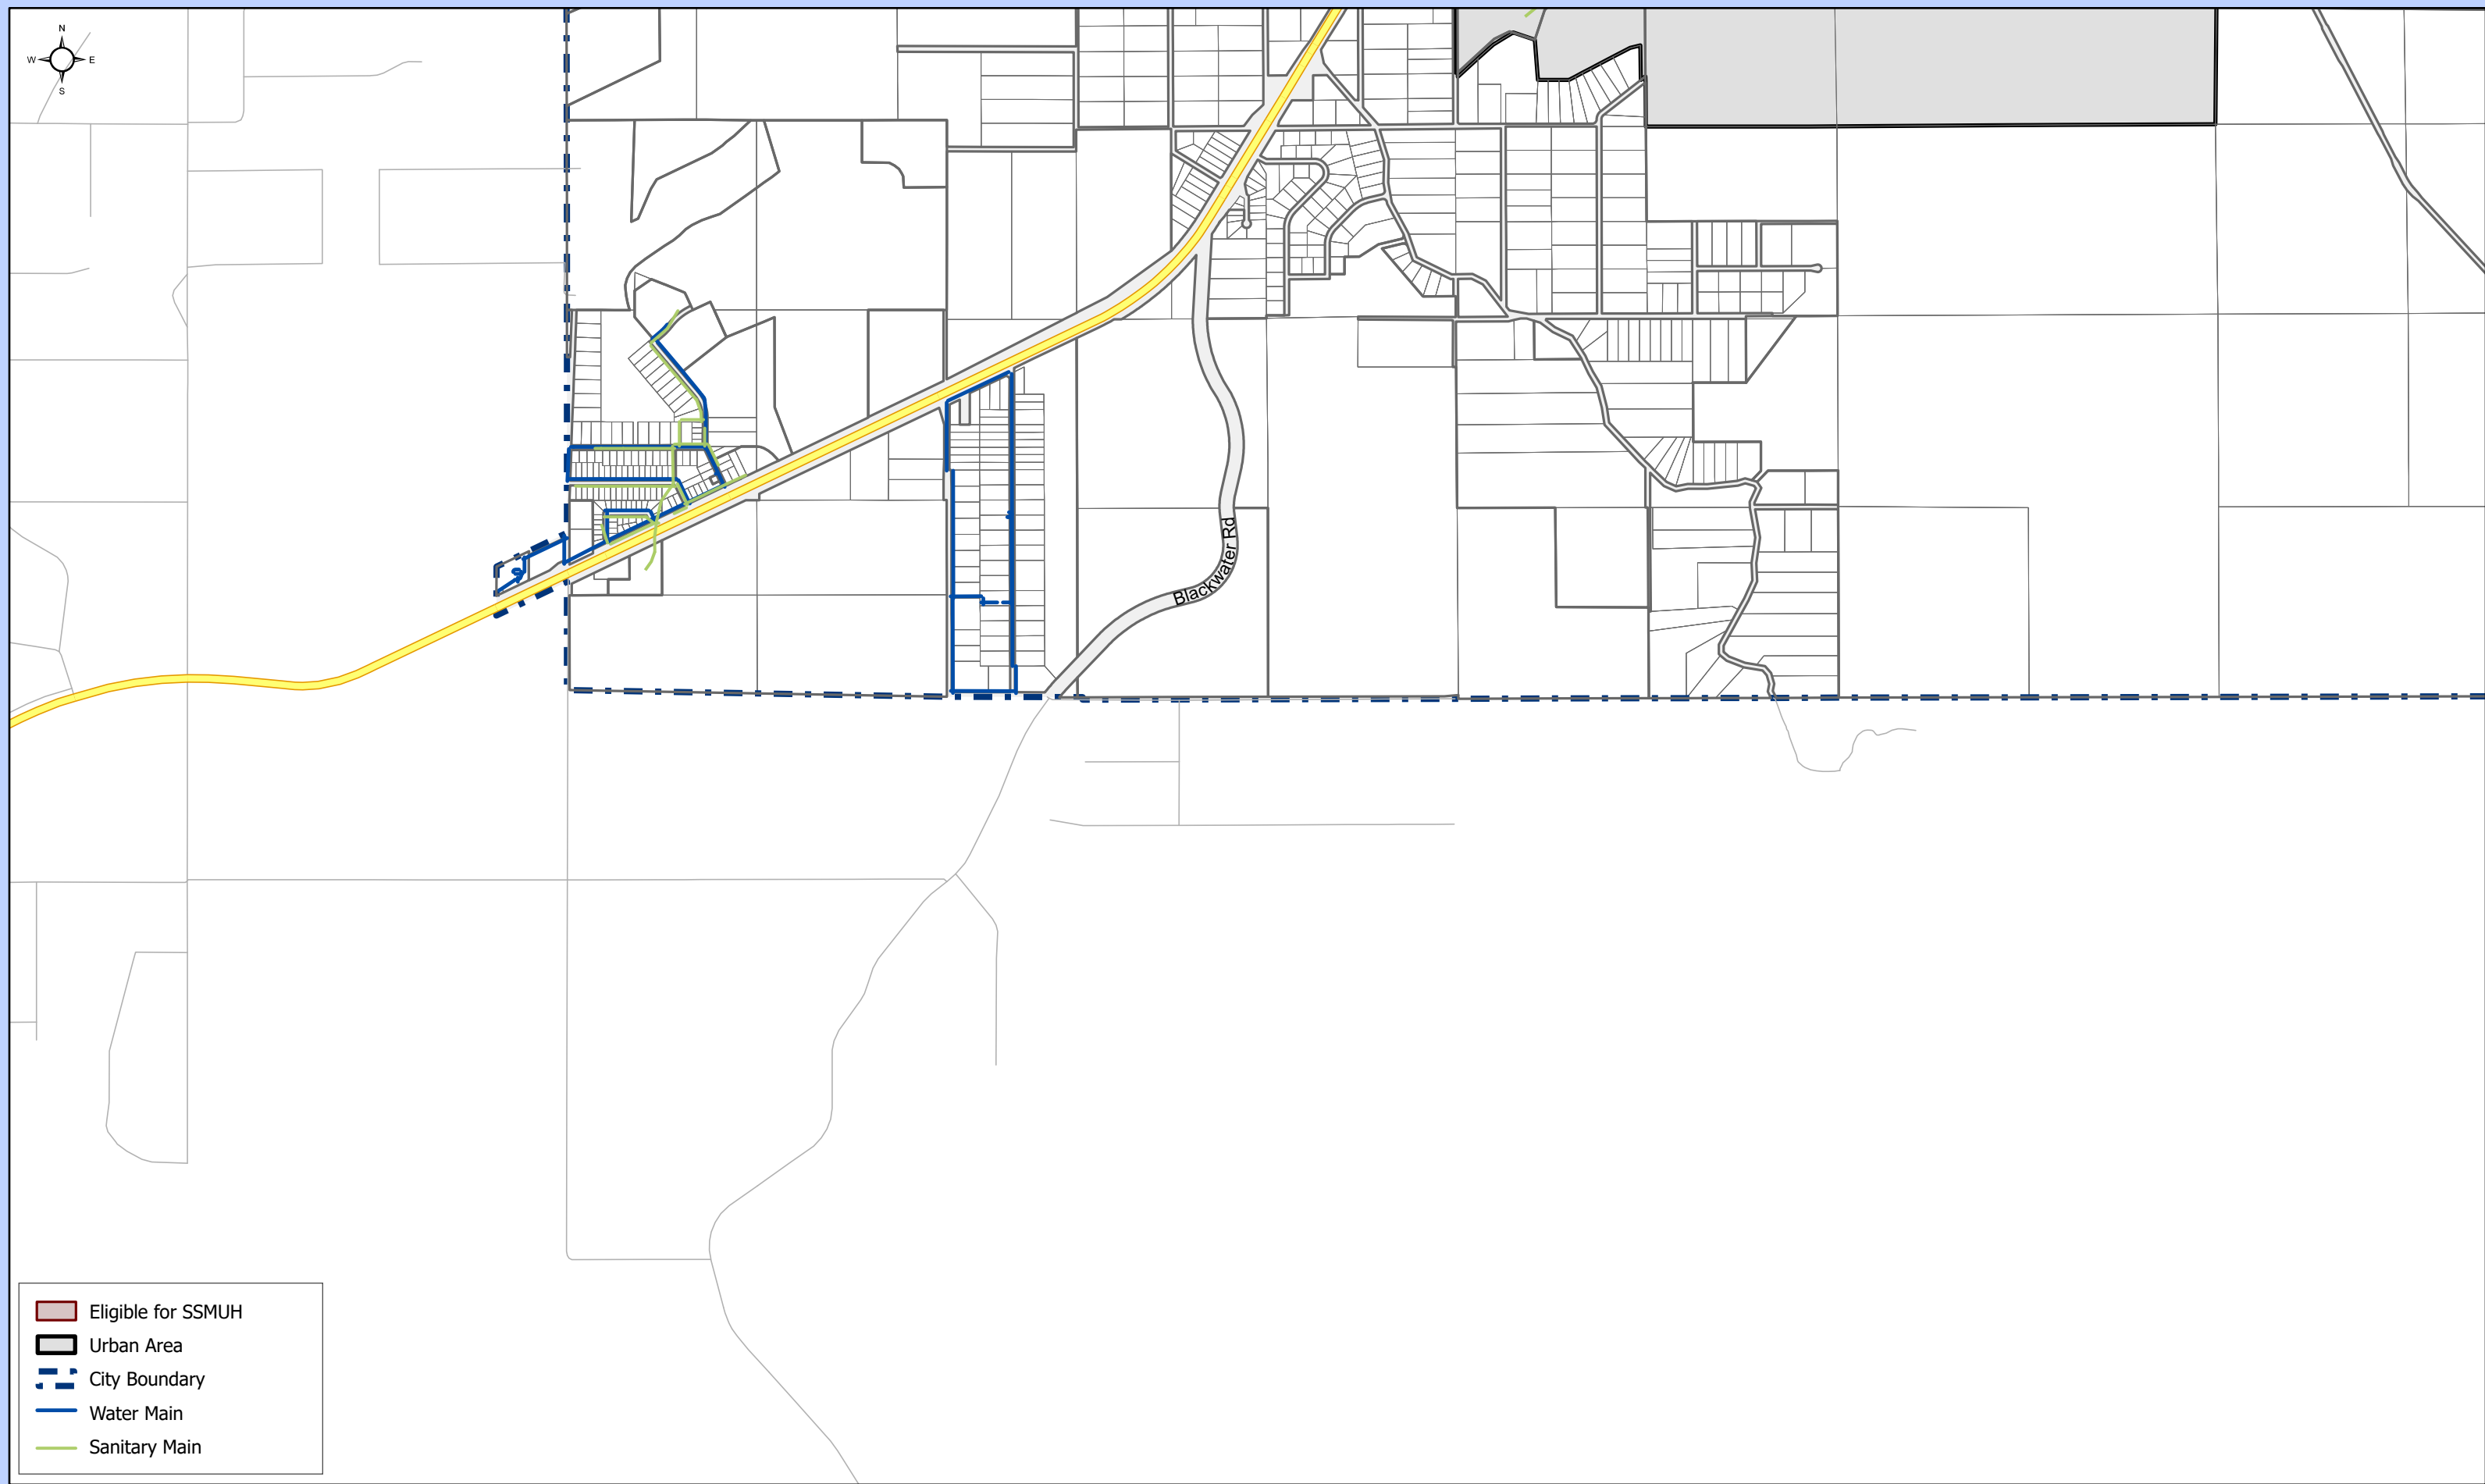 N
W E
S
Blackwater Rd
Eligible for SSMUH
Urban Area
City Boundary
Water Main
Sanitary Main